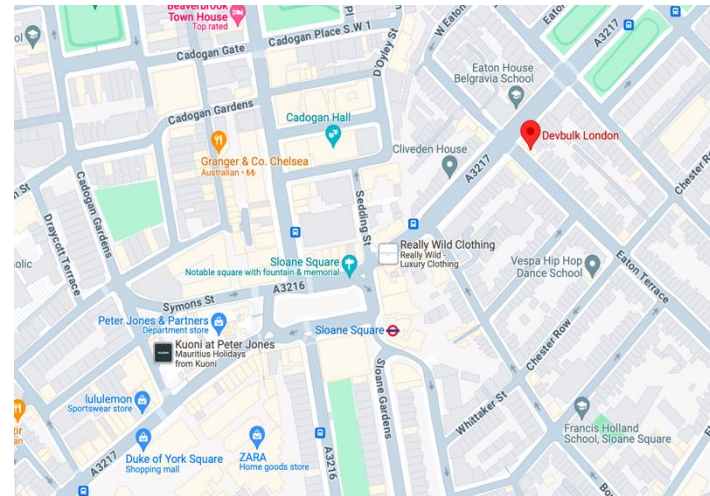 Beaverbrook
Town House
Top rated
Cadogan Place S.W 1
Cadogan Gate
D'Oyley St
W Eaton
A3217
Eaton House
Belgravia School
Cadogan Gardens
Cadogan Hall
Devbulk London
Granger & Co. Chelsea
Australian • ₺₺
Cliveden House
A3217
Chester Row
Cadogan Gardens
Draycott Terrace
Sedding St
Really Wild Clothing
Really Wild -
Luxury Clothing
Sloane Square
Notable square with fountain & memorial
Vespa Hip Hop
Dance School
Eaton Terrace
A3216
Symons St
Peter Jones & Partners
Department store
Sloane Square
Kuoni at Peter Jones
Mauritius Holidays
from Kuoni
Chester Row
Sloane Gardens
lululemon
Sportswear store
Whittaker St
Francis Holland
School, Sloane Square
A3217
Duke of York Square
Shopping mall
ZARA
Home goods store
A3216